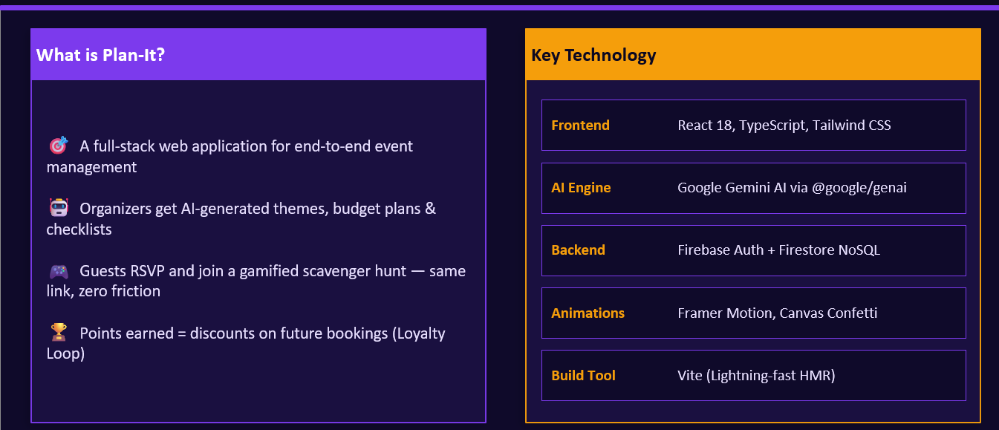 What is Plan-It?
🎯 A full-stack web application for end-to-end event
management
🤖 Organizers get AI-generated themes, budget plans &
checklists
🎮 Guests RSVP and join a gamified scavenger hunt — same
link, zero friction
🏆 Points earned = discounts on future bookings (Loyalty
Loop)
Key Technology
Frontend React 18, TypeScript, Tailwind CSS
AI Engine Google Gemini AI via @google/genai
Backend Firebase Auth + Firestore NoSQL
Animations Framer Motion, Canvas Confetti
Build Tool Vite (Lightning-fast HMR)